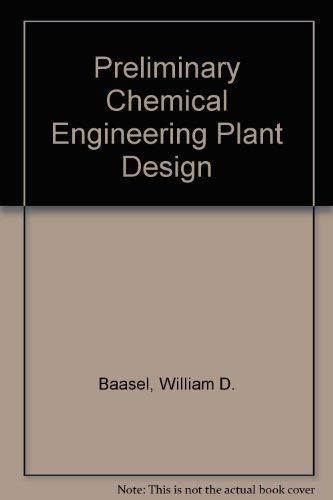 Preliminary
Chemical
Engineering Plant
Design
Baasel, William D.
Note: This is not the actual book cover